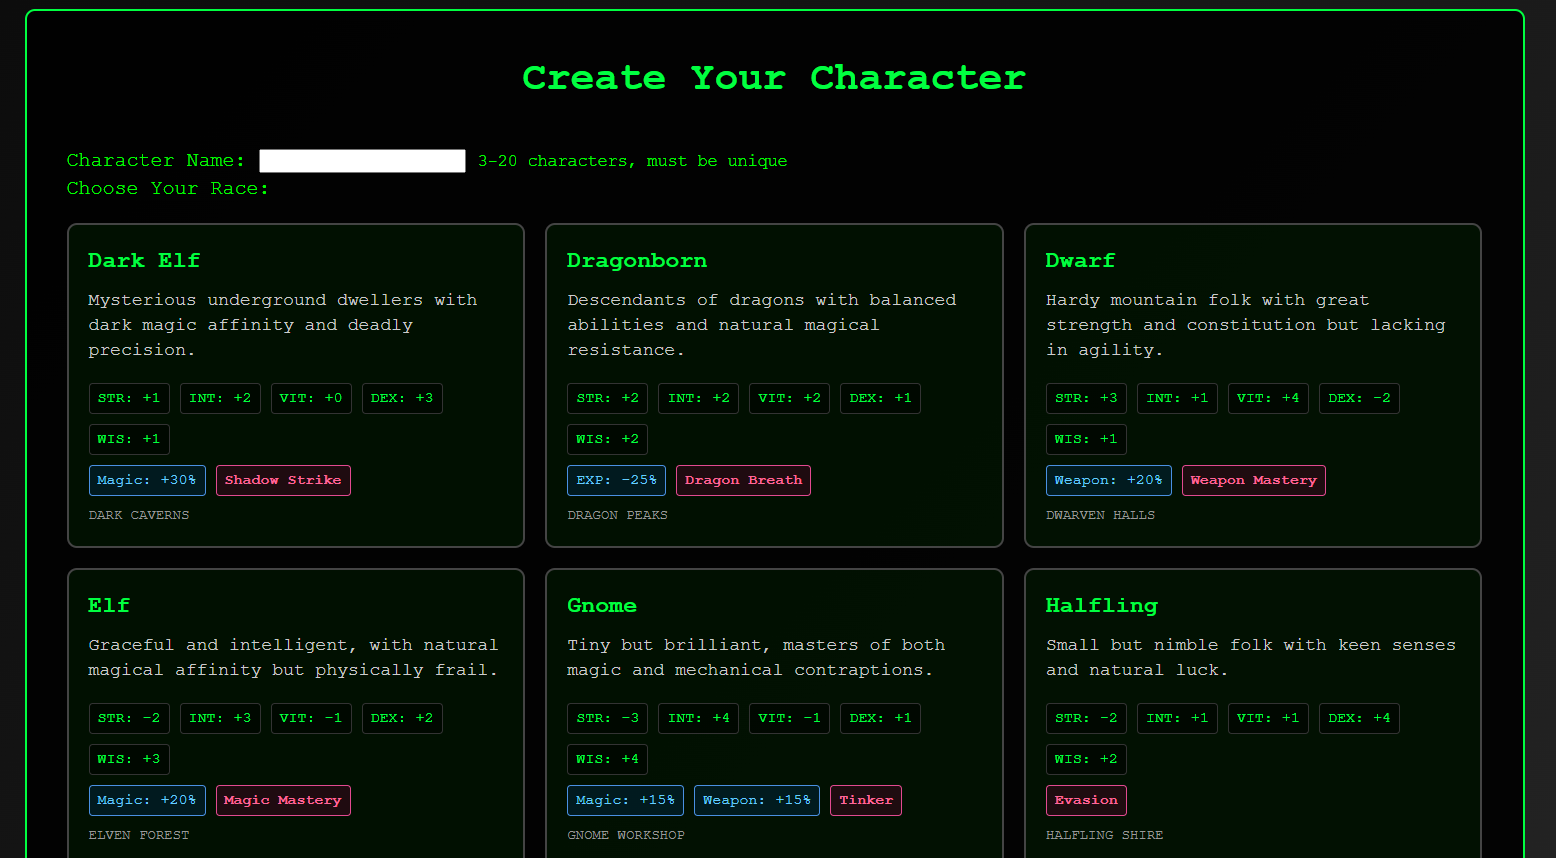 Create Your Character
Character Name: 3-20 characters, must be unique
Choose Your Race:
Dark Elf
Mysterious underground dwellers with
dark magic affinity and deadly
precision.
STR: +1 INT: +2 VIT: +0 DEX: +3
WIS: +1
Magic: +30% Shadow Strike
DARK CAVERNS
Dragonborn
Descendants of dragons with balanced
abilities and natural magical
resistance.
STR: +2 INT: +2 VIT: +2 DEX: +1
WIS: +2
EXP: -25% Dragon Breath
DRAGON PEAKS
Dwarf
Hardy mountain folk with great
strength and constitution but lacking
in agility.
STR: +3 INT: +1 VIT: +4 DEX: -2
WIS: +1
Weapon: +20% Weapon Mastery
DWARVEN HALLS
Elf
Graceful and intelligent, with natural
magical affinity but physically frail.
STR: -2 INT: +3 VIT: -1 DEX: +2
WIS: +3
Magic: +20% Magic Mastery
ELVEN FOREST
Gnome
Tiny but brilliant, masters of both
magic and mechanical contraptions.
STR: -3 INT: +4 VIT: -1 DEX: +1
WIS: +4
Magic: +15% Weapon: +15% Tinker
GNOME WORKSHOP
Halfling
Small but nimble folk with keen senses
and natural luck.
STR: -2 INT: +1 VIT: +1 DEX: +4
WIS: +2
Evasion
HALFLING SHIRE